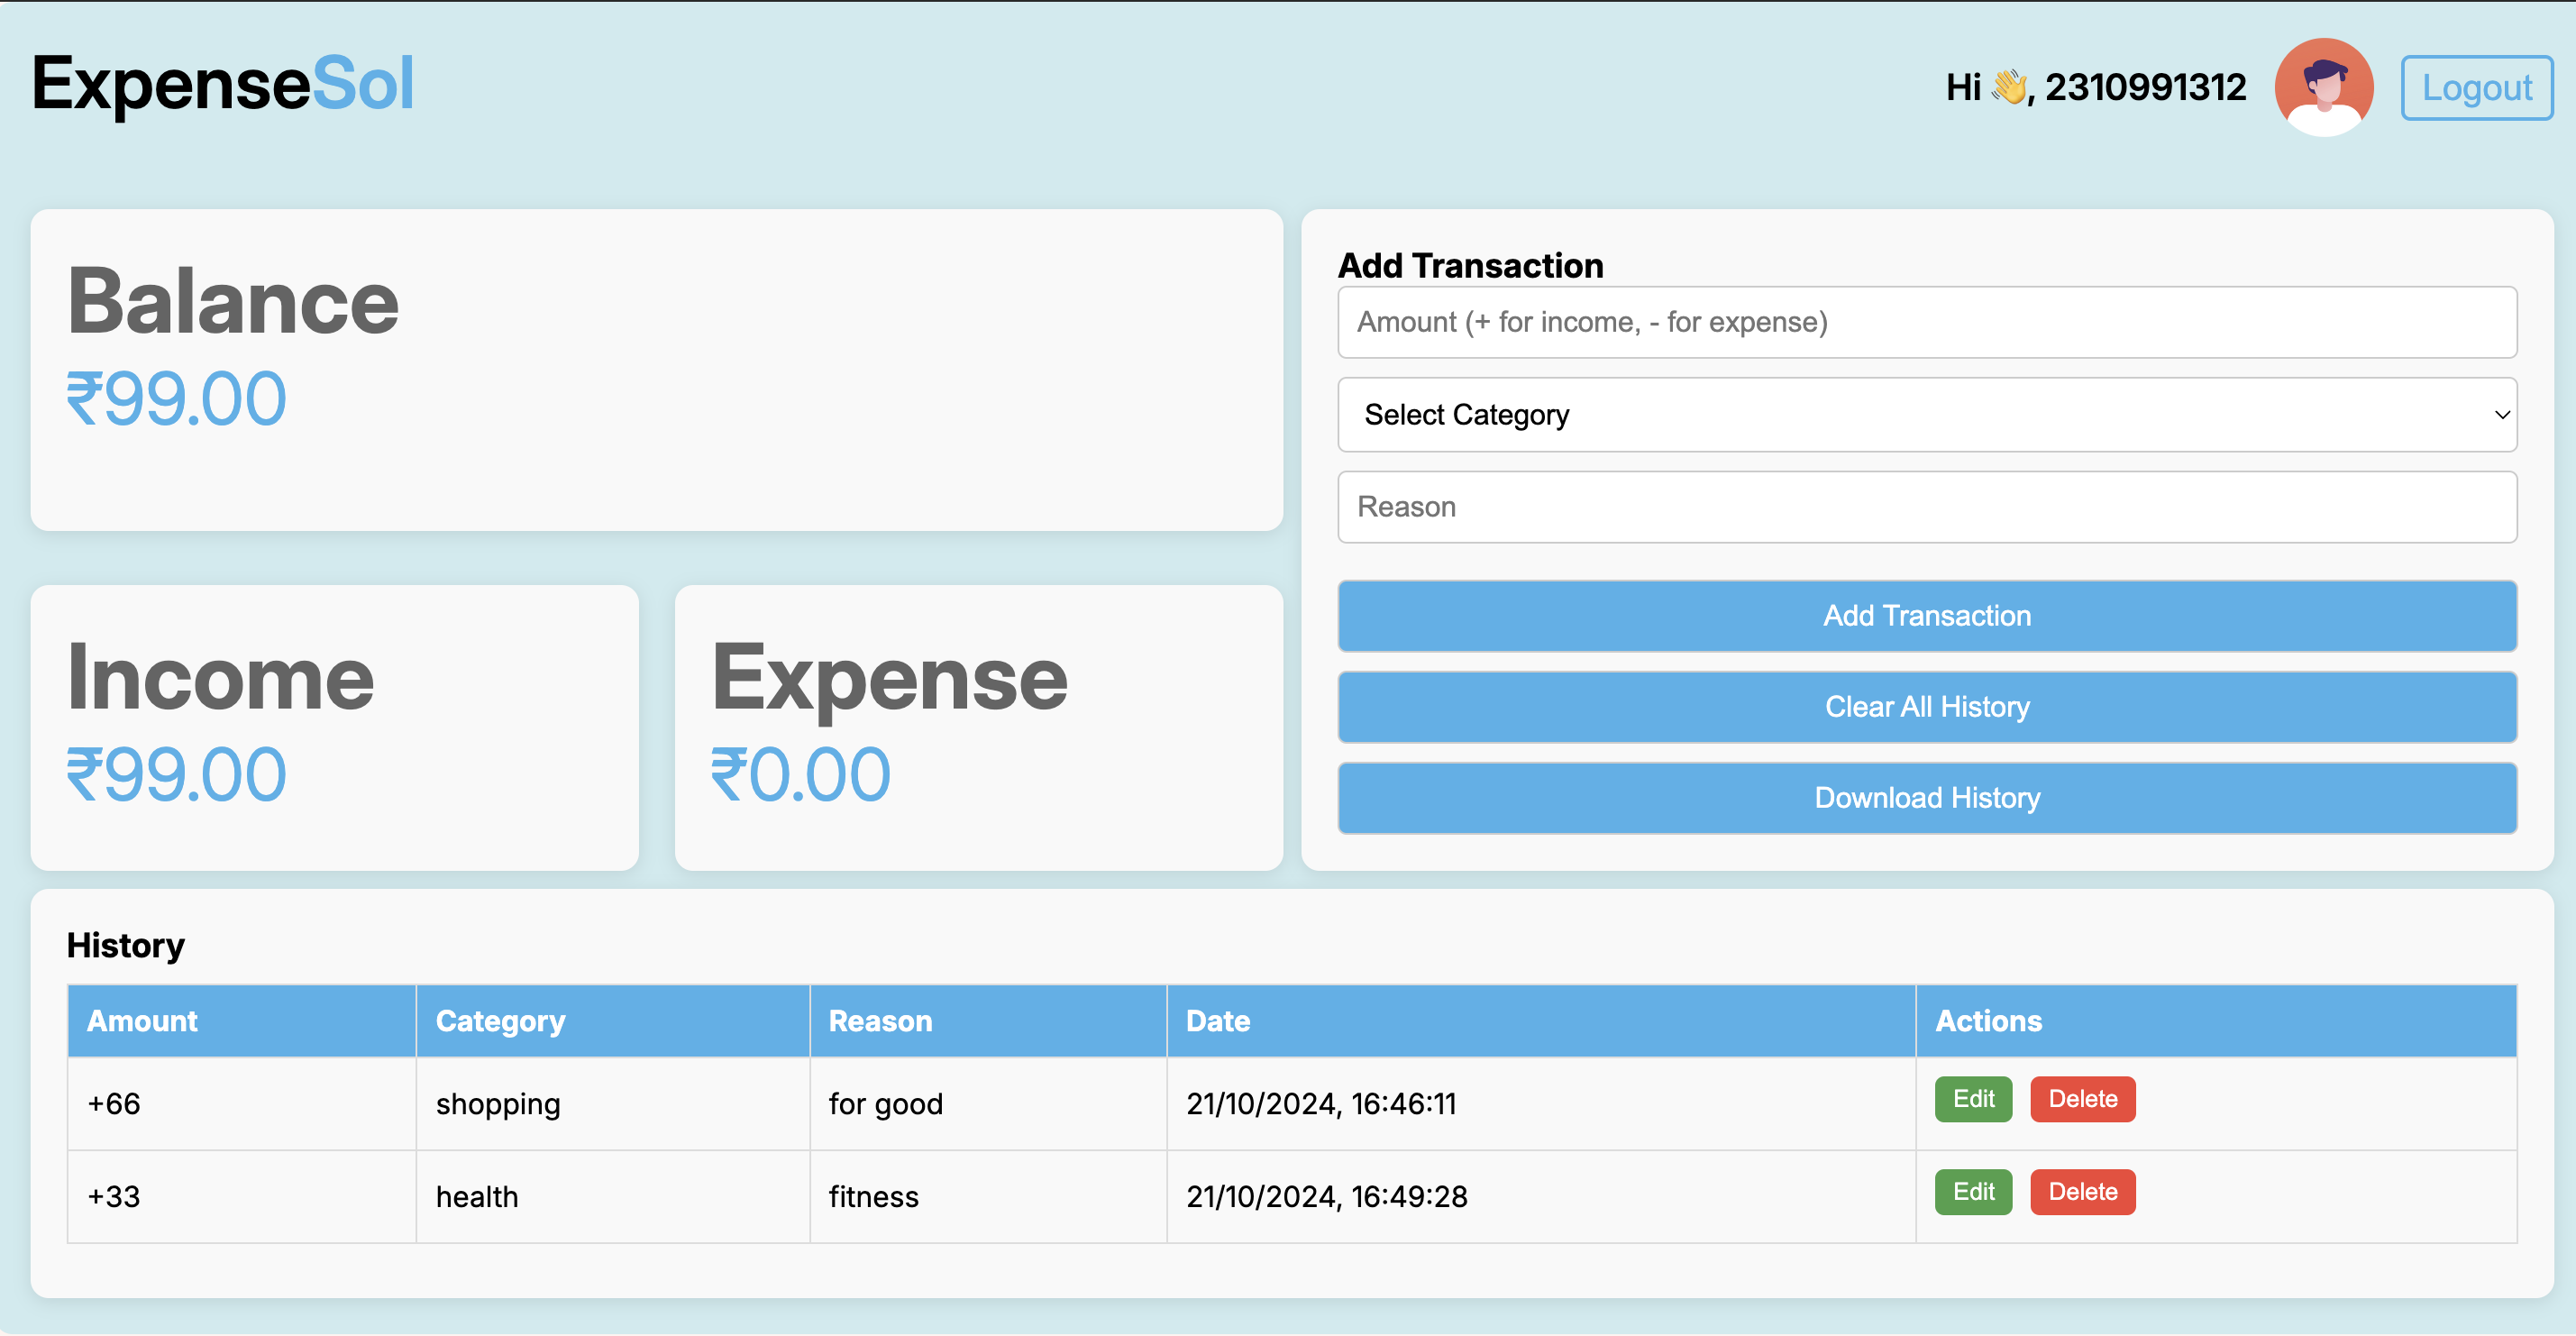 ExpenseSol
Hi 👋, 2310991312
Logout
Balance
₹99.00
Income
₹99.00
Expense
₹0.00
Add Transaction
Amount (+ for income, - for expense)
Select Category
Reason
Add Transaction
Clear All History
Download History
History
Amount Category Reason Date Actions
+66 shopping for good 21/10/2024, 16:46:11 Edit Delete
+33 health fitness 21/10/2024, 16:49:28 Edit Delete